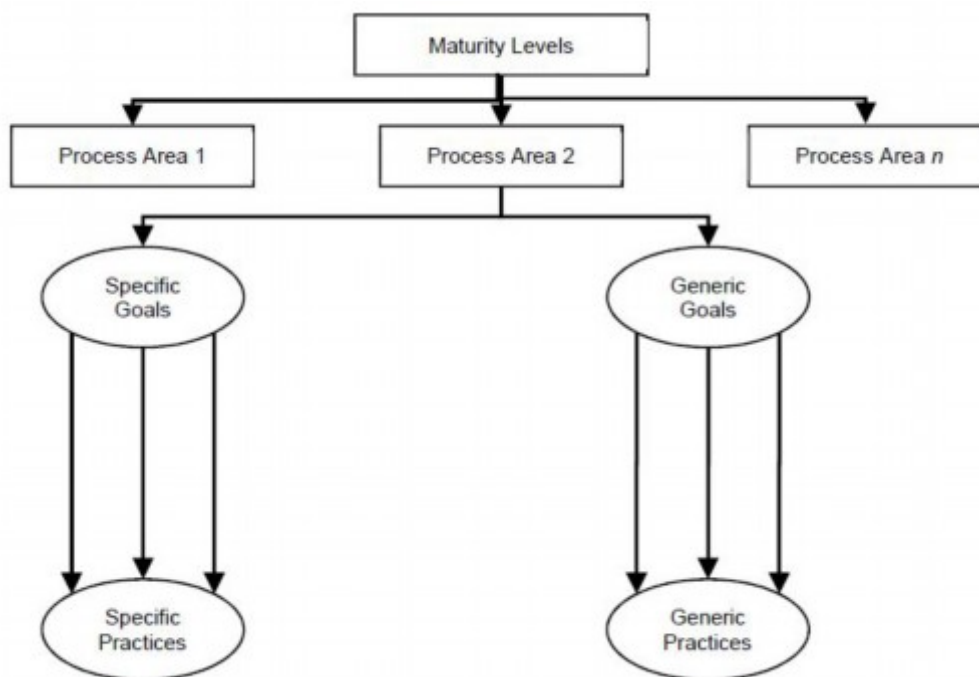 Maturity Levels
Process Area 1
Process Area 2
Process Area n
Specific
Goals
Generic
Goals
Specific
Practices
Generic
Practices